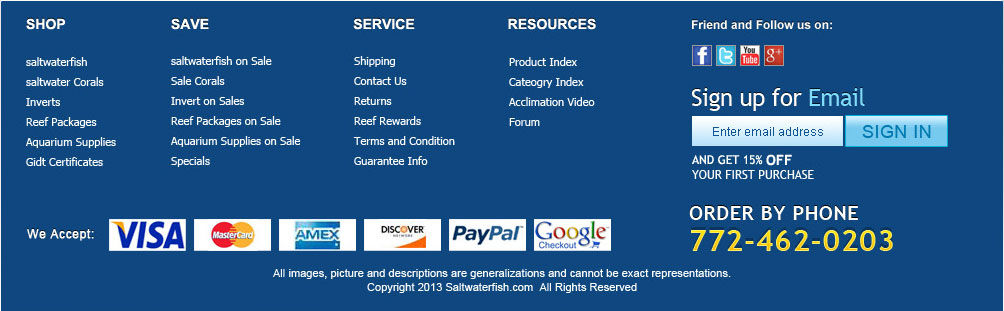 SHOP
saltwaterfish
saltwater Corals
Inverts
Reef Packages
Aquarium Supplies
Gidt Certificates
SAVE
saltwaterfish on Sale
Sale Corals
Invert on Sales
Reef Packages on Sale
Aquarium Supplies on Sale
Specials
SERVICE
Shipping
Contact Us
Returns
Reef Rewards
Terms and Condition
Guarantee Info
RESOURCES
Product Index
Cateogry Index
Acclimation Video
Forum
Friend and Follow us on:
f t You Tube g+
Sign up for Email
Enter email address SIGN IN
AND GET 15% OFF
YOUR FIRST PURCHASE
We Accept: VISA MasterCard AMEX DISCOVER NETWORK PayPal Google Checkout
ORDER BY PHONE
772-462-0203
All images, picture and descriptions are generalizations and cannot be exact representations.
Copyright 2013 Saltwaterfish.com All Rights Reserved